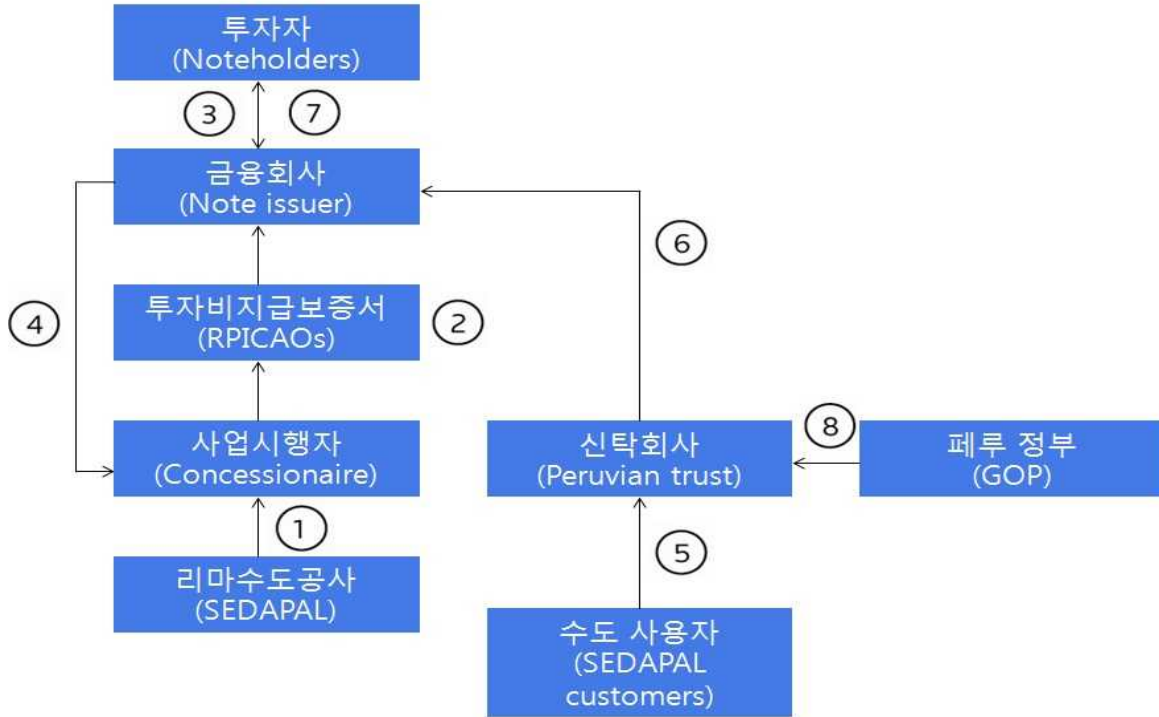 투자자
(Noteholders)
③
⑦
금융회사
(Note issuer)
⑥
투자비지급보증서
(RPICAOs)
②
④
사업시행자
(Concessionaire)
신탁회사
(Peruvian trust)
⑧
페루 정부
(GOP)
①
⑤
리마수도공사
(SEDAPAL)
수도 사용자
(SEDAPAL
customers)